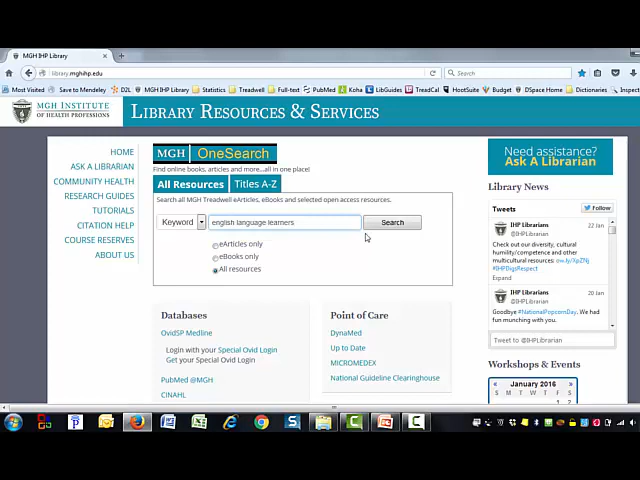 MGH IHP Library
library.mghihp.edu
Search
Most Visited
Save to Mendeley
D2L
MGH IHP Library
Statistics
Treadwell
Full-text
PubMed
Koha
LibGuides
TreadCal
HootSuite
Budget
DSpace Home
Dictionaries
Insert
MGH INSTITUTE
OF HEALTH PROFESSIONS
LIBRARY RESOURCES & SERVICES
HOME
ASK A LIBRARIAN
COMMUNITY HEALTH
RESEARCH GUIDES
TUTORIALS
CITATION HELP
COURSE RESERVES
ABOUT US
MGH OneSearch
Find online books, articles and more...all in one place!
All Resources
Titles A-Z
Search all MGH Treadwell eArticles, eBooks and selected open access resources.
Keyword
english language learners
Search
eArticles only
eBooks only
All resources
Databases
OvidSP Medline
Login with your Special Ovid Login
Get your Special Ovid Login
PubMed @MGH
CINAHL
Point of Care
DynaMed
Up to Date
MICROMEDEX
National Guideline Clearinghouse
Need assistance?
Ask A Librarian
Library News
Tweets
Follow
IHP Librarians
22 Jan
@IHPLibrarian
Check out our diversity, cultural
humility/competence and other
multicultural resources: ow.ly/XpZNj
#IHPDigsRespect
Expand
IHP Librarians
20 Jan
@IHPLibrarian
Goodbye #NationalPopcornDay. We had
fun munching with you.
Tweet to @IHPLibrarian
Workshops & Events
« January 2016 »
S M T W T F S
1 2